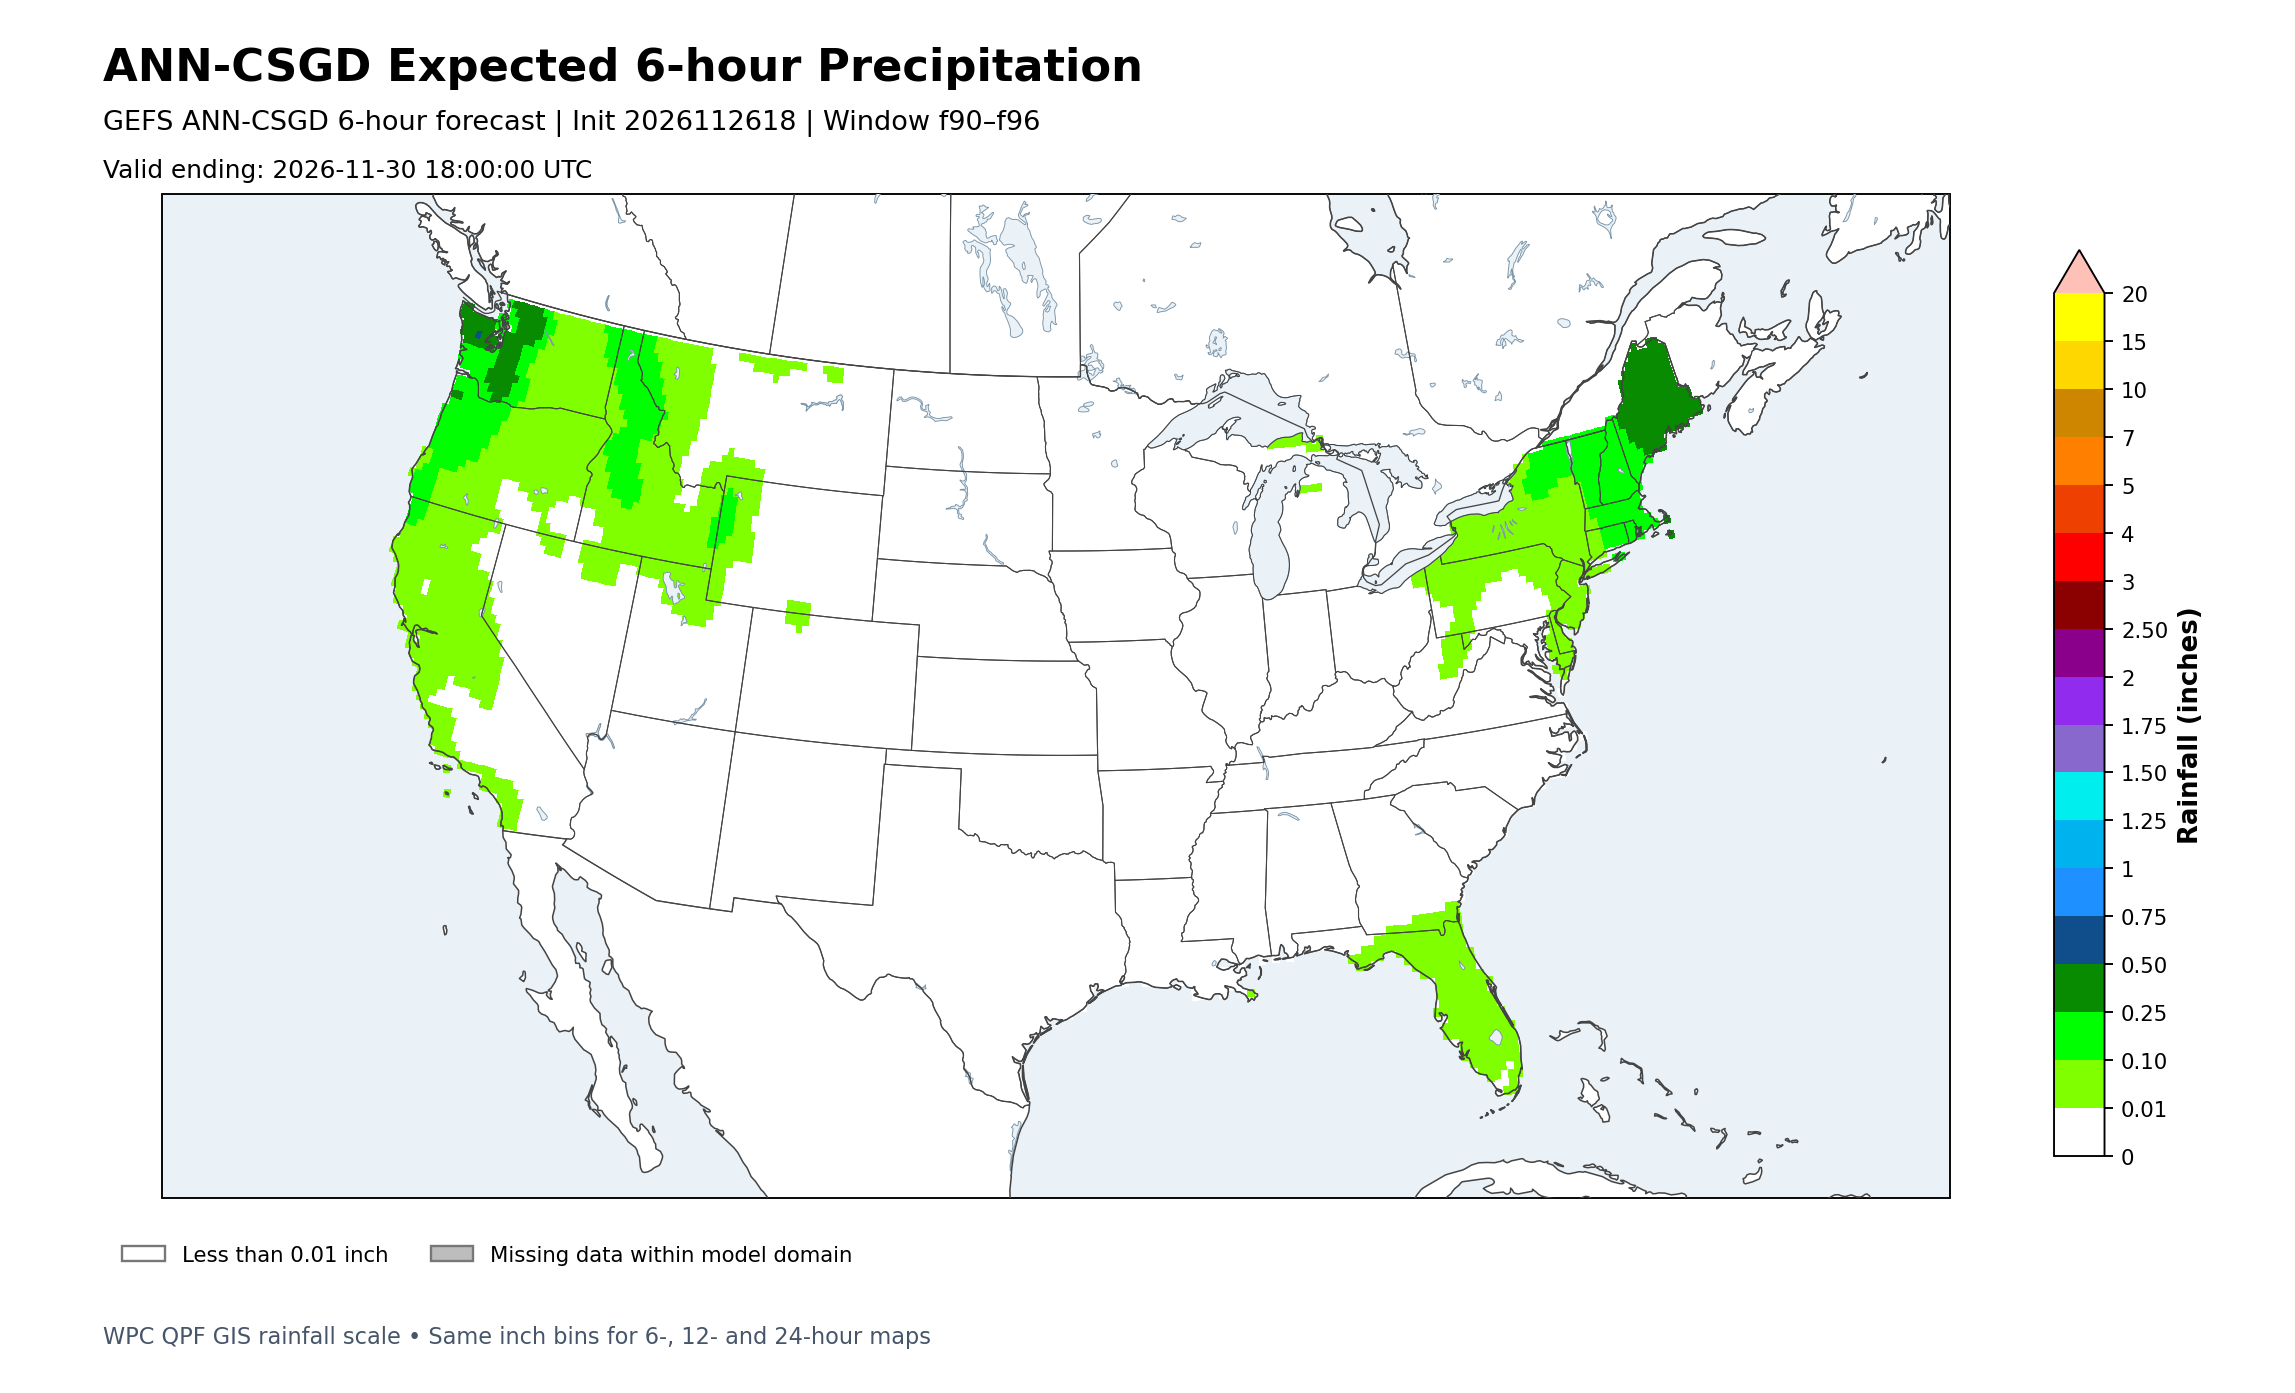 ANN-CSGD Expected 6-hour Precipitation
GEFS ANN-CSGD 6-hour forecast | Init 2026112618 | Window f90–f96
Valid ending: 2026-11-30 18:00:00 UTC
20
15
10
7
5
4
3
2.50
2
1.75
1.50
1.25
1
0.75
0.50
0.25
0.10
0.01
0
Rainfall (inches)
Less than 0.01 inch
Missing data within model domain
WPC QPF GIS rainfall scale • Same inch bins for 6-, 12- and 24-hour maps